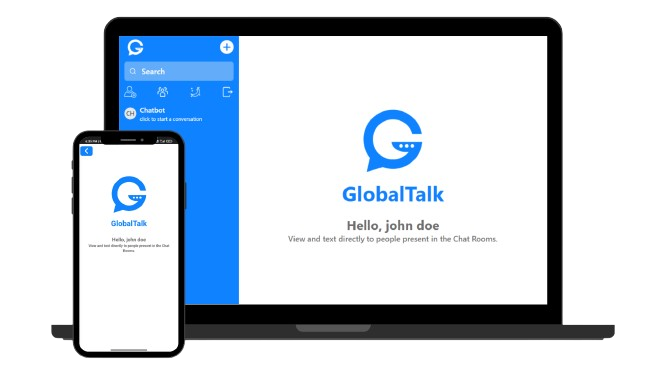 Search
CH
Chatbot
click to start a conversation
GlobalTalk
Hello, john doe
View and text directly to people present in the Chat Rooms.
GlobalTalk
Hello, john doe
View and text directly to people present in the Chat
Rooms.